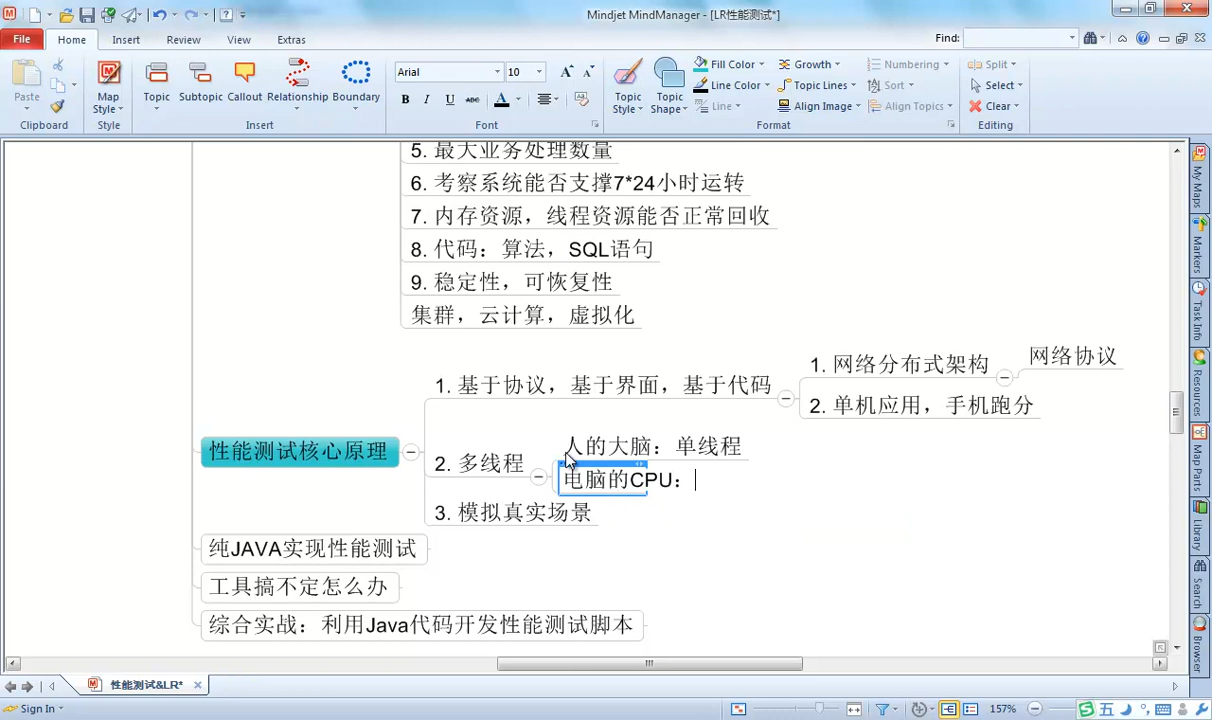 Mindjet MindManager - [LR性能测试*]
File Home Insert Review View Extras
Find:
Paste
Map Style
Topic Subtopic Callout Relationship Boundary
Arial 10
B I U ABC A
Topic Style Topic Shape
Fill Color Growth Numbering
Line Color Topic Lines Sort
Line Align Image Align Topics
Split
Select
Clear
Clipboard Style Insert Font Format Editing
5. 最大业务处理数量
6. 考察系统能否支撑7*24小时运转
7. 内存资源，线程资源能否正常回收
8. 代码：算法，SQL语句
9. 稳定性，可恢复性
集群，云计算，虚拟化
性能测试核心原理
1. 基于协议，基于界面，基于代码
1. 网络分布式架构
网络协议
2. 单机应用，手机跑分
2. 多线程
人的大脑：单线程
电脑的CPU：
3. 模拟真实场景
纯JAVA实现性能测试
工具搞不定怎么办
综合实战：利用Java代码开发性能测试脚本
My Maps
Markers
Task Info
Resources
Map Parts
Library
Search
Browser
性能测试&LR*
Sign In
157%
五